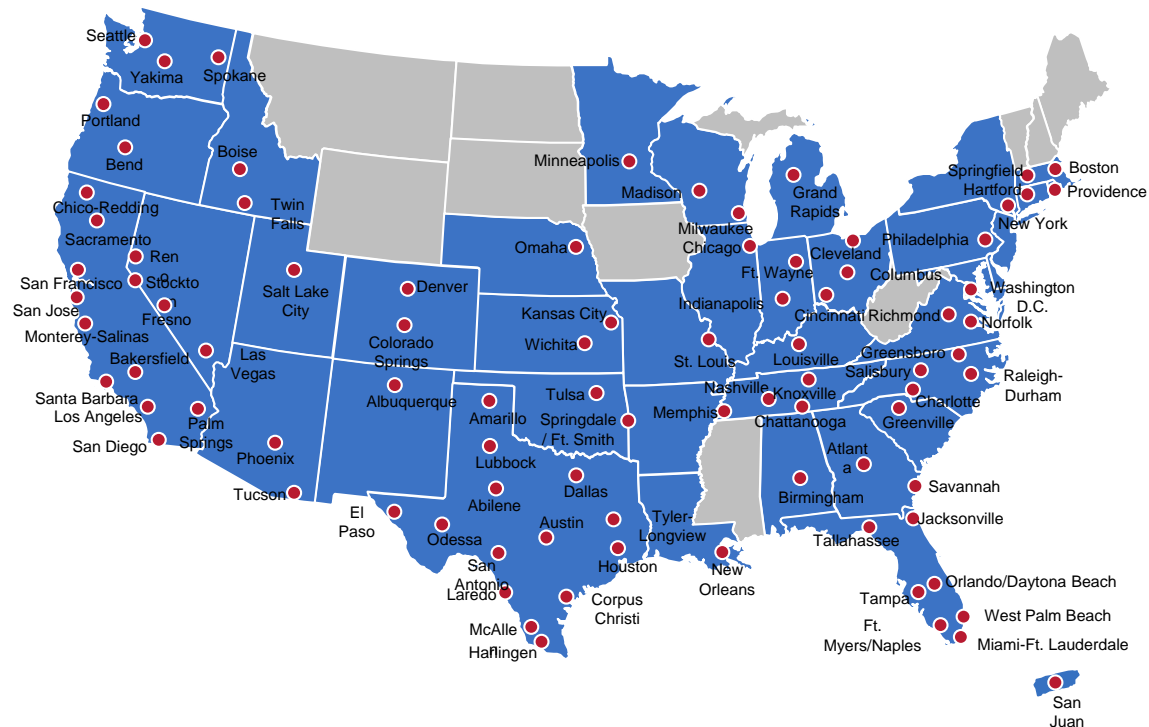 Seattle
Yakima
Spokane
Portland
Bend
Boise
Twin
Falls
Chico-Redding
Sacramento
Ren
o
San Francisco
Stockto
n
San Jose
Fresno
Monterey-Salinas
Bakersfield
Las
Vegas
Santa Barbara
Los Angeles
Palm
Springs
San Diego
Phoenix
Tucson
Salt Lake
City
Denver
Colorado
Springs
Albuquerque
El
Paso
Odessa
Amarillo
Lubbock
Abilene
Dallas
Austin
Tyler-
Longview
San
Antonio
Houston
Laredo
Corpus
Christi
McAlle
n
Harlingen
Minneapolis
Omaha
Kansas City
Wichita
Tulsa
Springdale
/ Ft. Smith
Madison
Milwaukee
Chicago
Grand
Rapids
Ft. Wayne
Indianapolis
St. Louis
Cleveland
Columbus
Cincinnati
Louisville
Nashville
Knoxville
Memphis
Chattanooga
Birmingham
Atlant
a
New
Orleans
Springfield
Boston
Hartford
Providence
New York
Philadelphia
Washington
D.C.
Richmond
Norfolk
Greensboro
Salisbury
Raleigh-
Durham
Charlotte
Greenville
Savannah
Jacksonville
Tallahassee
Orlando/Daytona Beach
Tampa
West Palm Beach
Ft.
Myers/Naples
Miami-Ft. Lauderdale
San
Juan